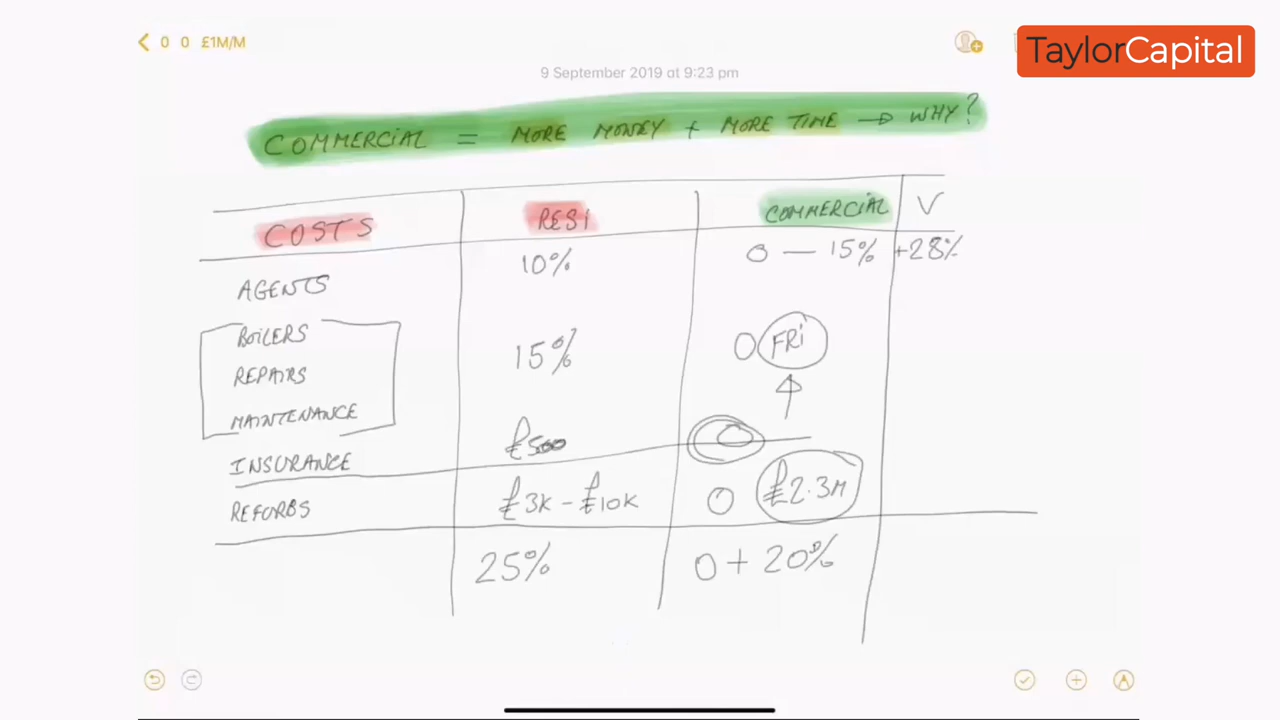 0 0 £1M/M
TaylorCapital
9 September 2019 at 9:23 pm
COMMERCIAL = MORE MONEY + MORE TIME → WHY?
COSTS RESI COMMERCIAL V
AGENTS 10% 0 — 15% +28%
BOILERS
REPAIRS 15% 0 FRI
MAINTENANCE
INSURANCE £500 0
REFURBS £3K - £10K 0 £2.3M
25% 0 + 20%